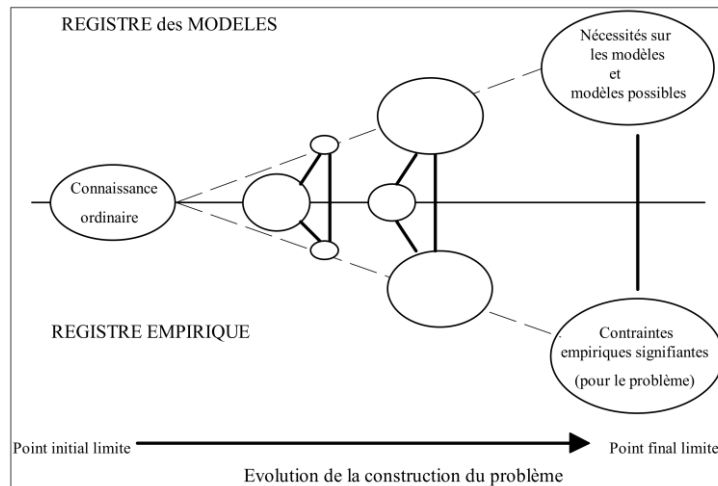 REGISTRE des MODELES
Nécessités sur
les modèles
et
modèles possibles
Connaissance
ordinaire
REGISTRE EMPIRIQUE
Contraintes
empiriques signifiantes
(pour le problème)
Point initial limite
Point final limite
Evolution de la construction du problème